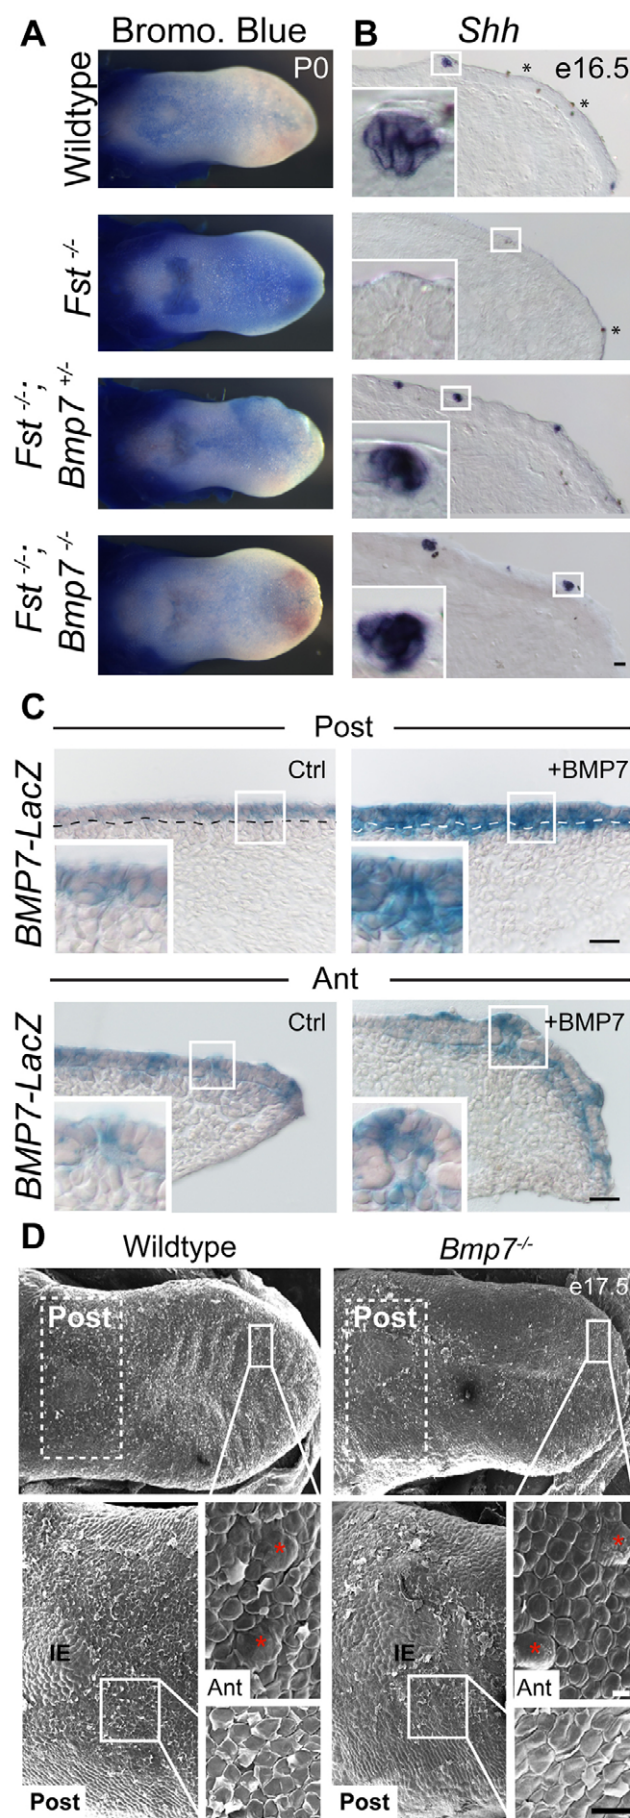 A Bromo. Blue
B Shh
Wildtype
P0
e16.5
*
*
Fst -/-
*
Fst -/-;
Bmp7 +/-
Fst -/-;
Bmp7 -/-
C
Post
BMP7-LacZ
Ctrl
+BMP7
Ant
BMP7-LacZ
Ctrl
+BMP7
D
Wildtype
Bmp7-/-
Post
Post
e17.5
*
*
IE
Ant
Post
*
*
IE
Ant
Post